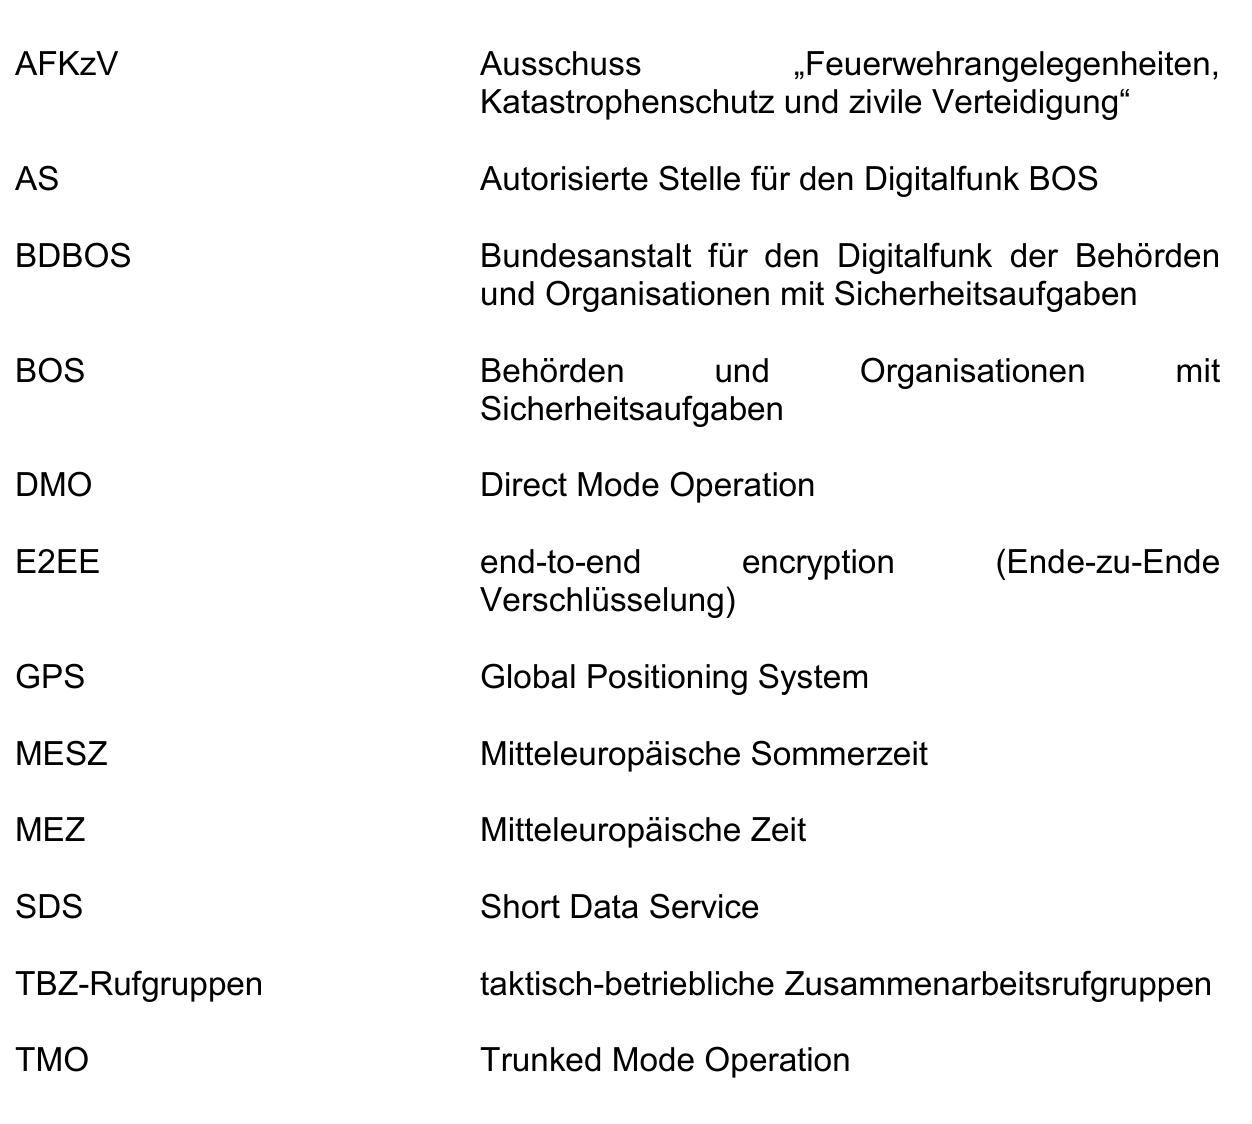 AFKzV Ausschuss „Feuerwehrangelegenheiten,
Katastrophenschutz und zivile Verteidigung“
AS Autorisierte Stelle für den Digitalfunk BOS
BDBOS Bundesanstalt für den Digitalfunk der Behörden
und Organisationen mit Sicherheitsaufgaben
BOS Behörden und Organisationen mit
Sicherheitsaufgaben
DMO Direct Mode Operation
E2EE end-to-end encryption (Ende-zu-Ende
Verschlüsselung)
GPS Global Positioning System
MESZ Mitteleuropäische Sommerzeit
MEZ Mitteleuropäische Zeit
SDS Short Data Service
TBZ-Rufgruppen taktisch-betriebliche Zusammenarbeitsrufgruppen
TMO Trunked Mode Operation